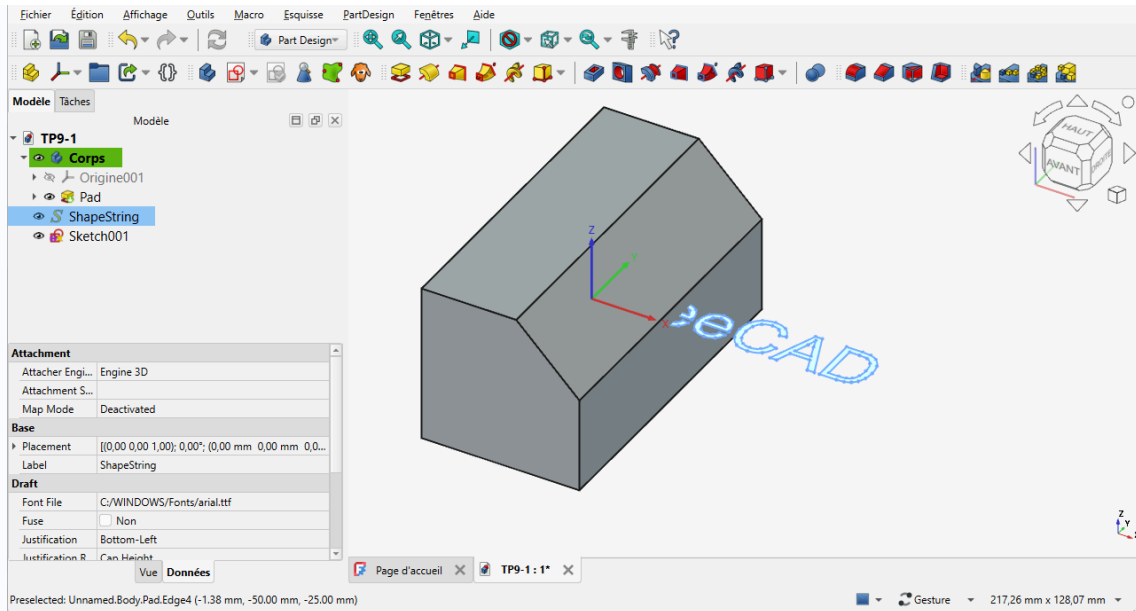 Fichier Edition Affichage Outils Macro Esquisse PartDesign Fenêtres Aide
Part Design
Modèle Tâches
Modèle
TP9-1
Corps
Origine001
Pad
ShapeString
Sketch001
Attachment
Attacher Engi... Engine 3D
Attachment S...
Map Mode Deactivated
Base
Placement [(0,00 0,00 1,00); 0,00°; (0,00 mm 0,00 mm 0,0...
Label ShapeString
Draft
Font File C:/WINDOWS/Fonts/arial.ttf
Fuse Non
Justification Bottom-Left
Justification R... Cap Height
Vue Données
Z
Y
X
eeCAD
HAUT
AVANT
DROITE
Z
Y
X
Page d'accueil
TP9-1 : 1*
Preselected: Unnamed.Body.Pad.Edge4 (-1.38 mm, -50.00 mm, -25.00 mm)
Gesture
217,26 mm x 128,07 mm